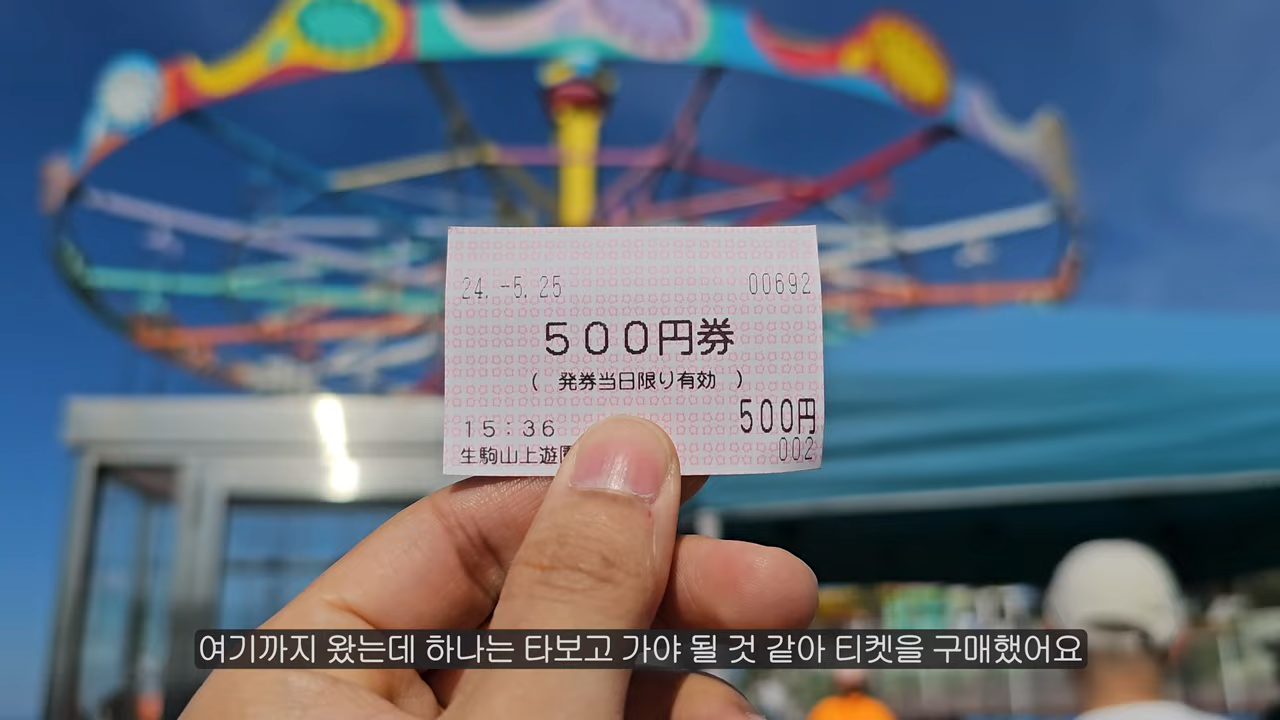 24.-5.25 00692
500円券
( 発券当日限り有効 )
500円
15:36
002
生駒山上遊園
여기까지 왔는데 하나는 타보고 가야 될 것 같아 티켓을 구매했어요